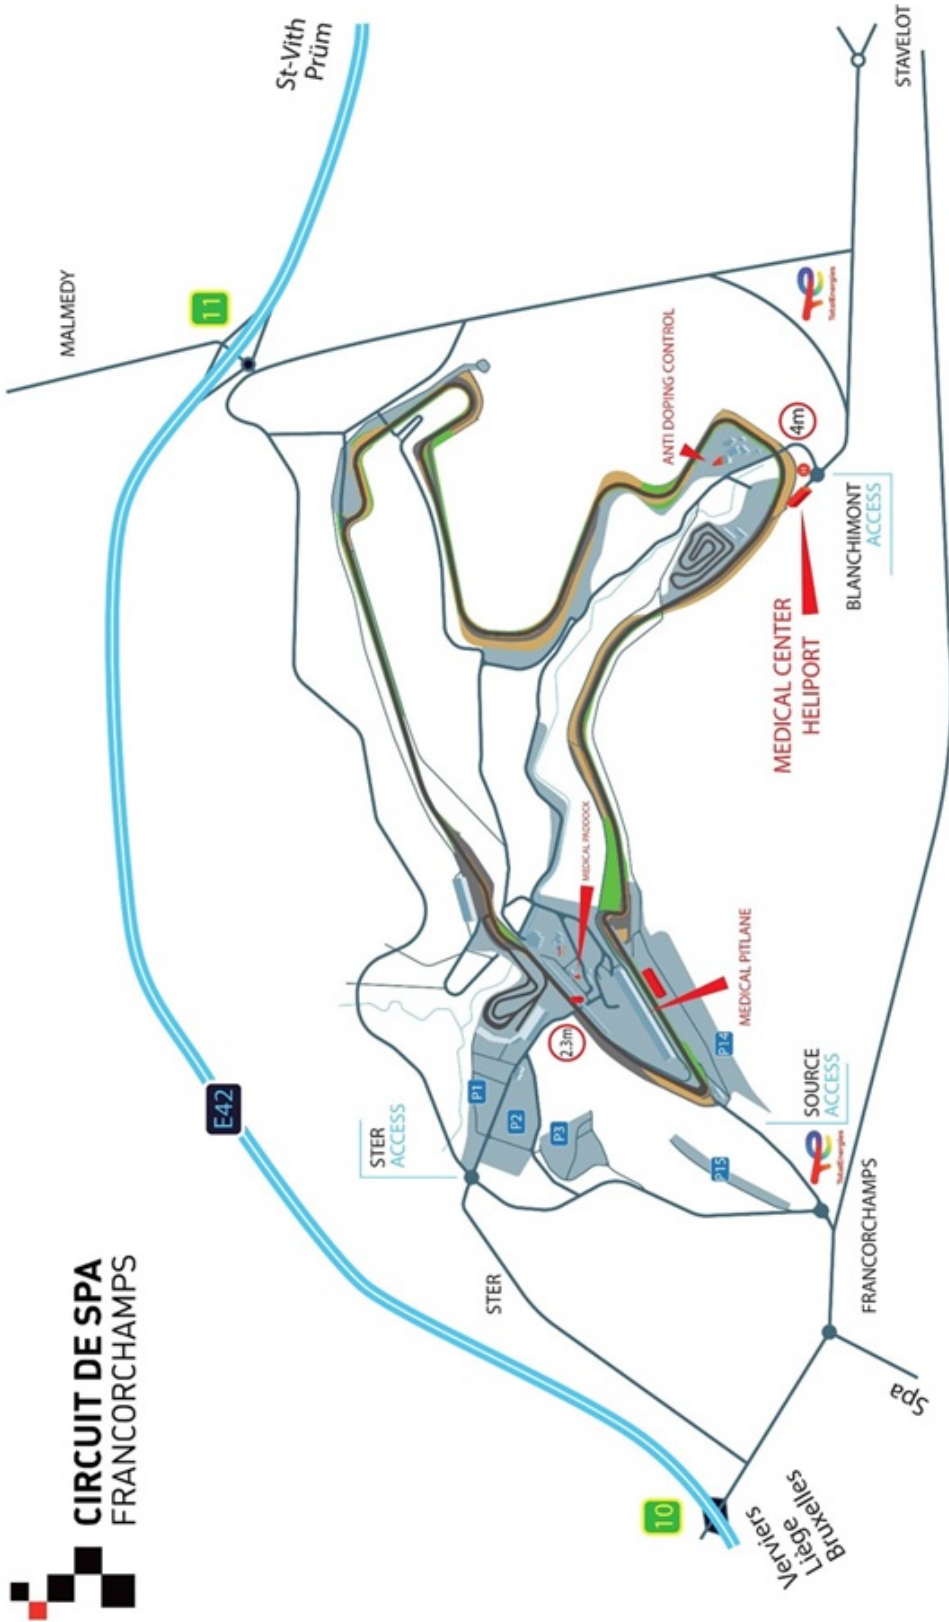 CIRCUIT DE SPA
FRANCORCHAMPS
MALMEDY
11
St-Vith
Prüm
E42
STER
ACCESS
STER
P1
P2
P3
P15
P14
2.3m
MEDICAL PADDOCK
MEDICAL PITLANE
ANTI DOPING CONTROL
4m
MEDICAL CENTER
HELIPORT
BLANCHIMONT
ACCESS
TotalEnergies
STAVELOT
SOURCE
ACCESS
TotalEnergies
FRANCORCHAMPS
Spa
10
Verviers
Liège
Bruxelles